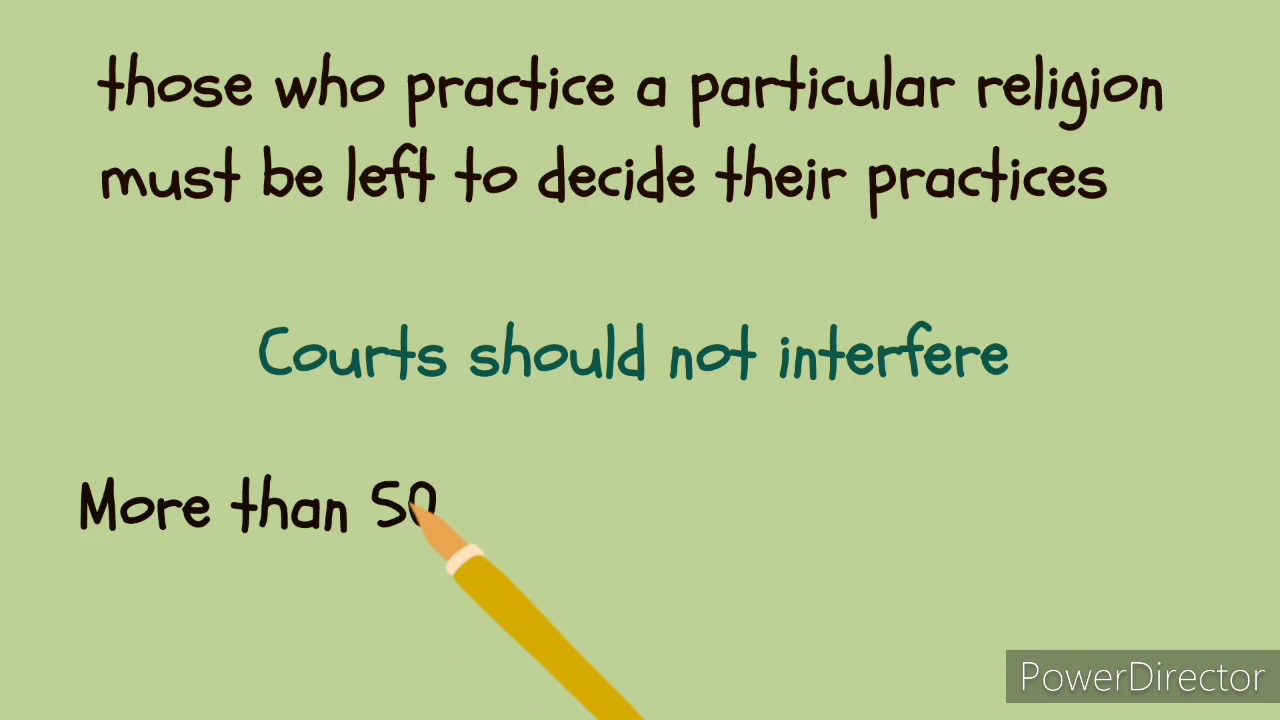 those who practice a particular religion
must be left to decide their practices
Courts should not interfere
More than 50
PowerDirector